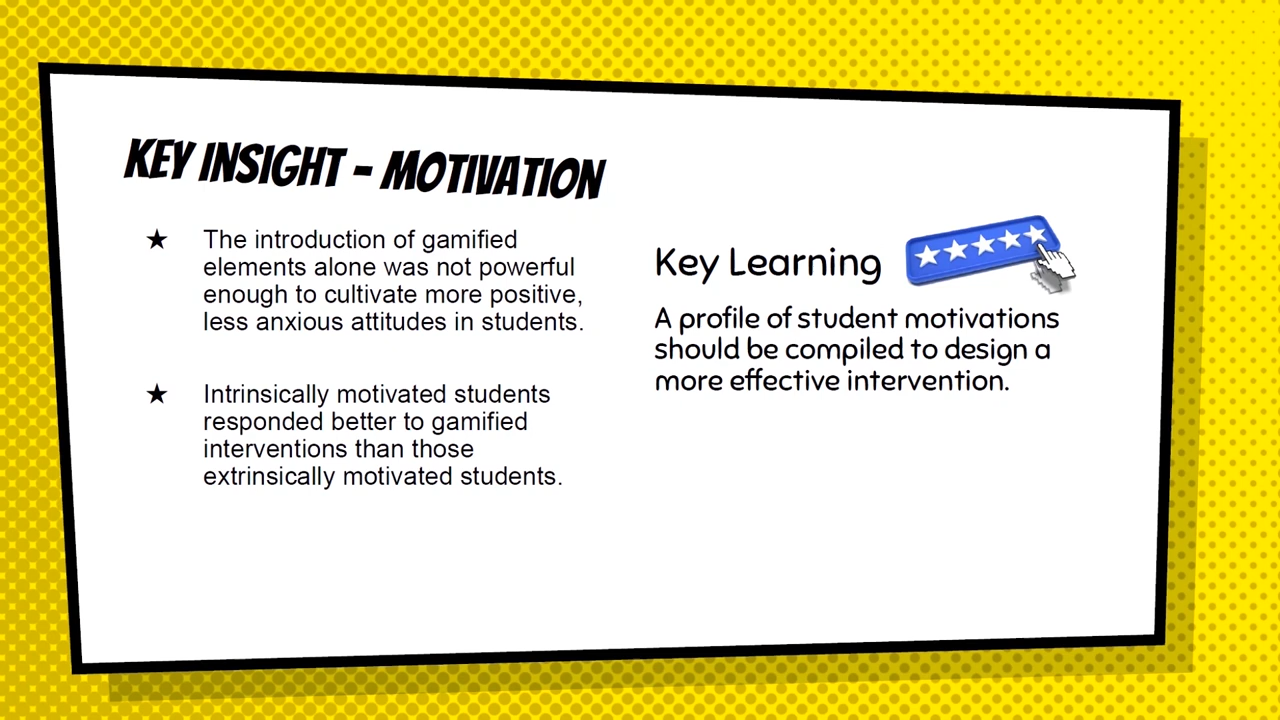 KEY INSIGHT - MOTIVATION
★ The introduction of gamified
elements alone was not powerful
enough to cultivate more positive,
less anxious attitudes in students.
★ Intrinsically motivated students
responded better to gamified
interventions than those
extrinsically motivated students.
Key Learning
A profile of student motivations
should be compiled to design a
more effective intervention.